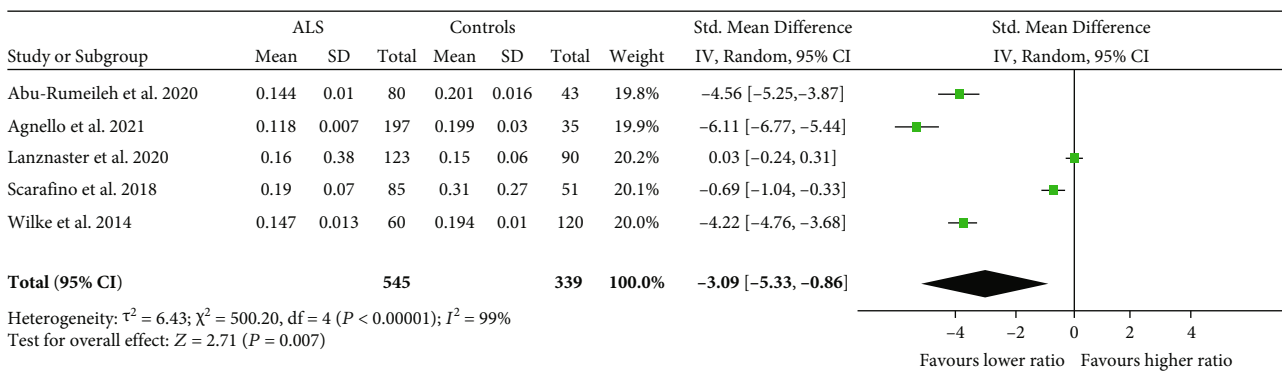 ALS Controls Std. Mean Difference Std. Mean Difference
Study or Subgroup Mean SD Total Mean SD Total Weight IV, Random, 95% CI IV, Random, 95% CI
Abu-Rumeileh et al. 2020 0.144 0.01 80 0.201 0.016 43 19.8% –4.56 [–5.25,–3.87]
Agnello et al. 2021 0.118 0.007 197 0.199 0.03 35 19.9% –6.11 [–6.77, –5.44]
Lanznaster et al. 2020 0.16 0.38 123 0.15 0.06 90 20.2% 0.03 [–0.24, 0.31]
Scarafino et al. 2018 0.19 0.07 85 0.31 0.27 51 20.1% –0.69 [–1.04, –0.33]
Wilke et al. 2014 0.147 0.013 60 0.194 0.01 120 20.0% –4.22 [–4.76, –3.68]
Total (95% CI) 545 339 100.0% –3.09 [–5.33, –0.86]
Heterogeneity: τ² = 6.43; χ² = 500.20, df = 4 (P < 0.00001); I² = 99%
Test for overall effect: Z = 2.71 (P = 0.007)
–4 –2 0 2 4
Favours lower ratio Favours higher ratio